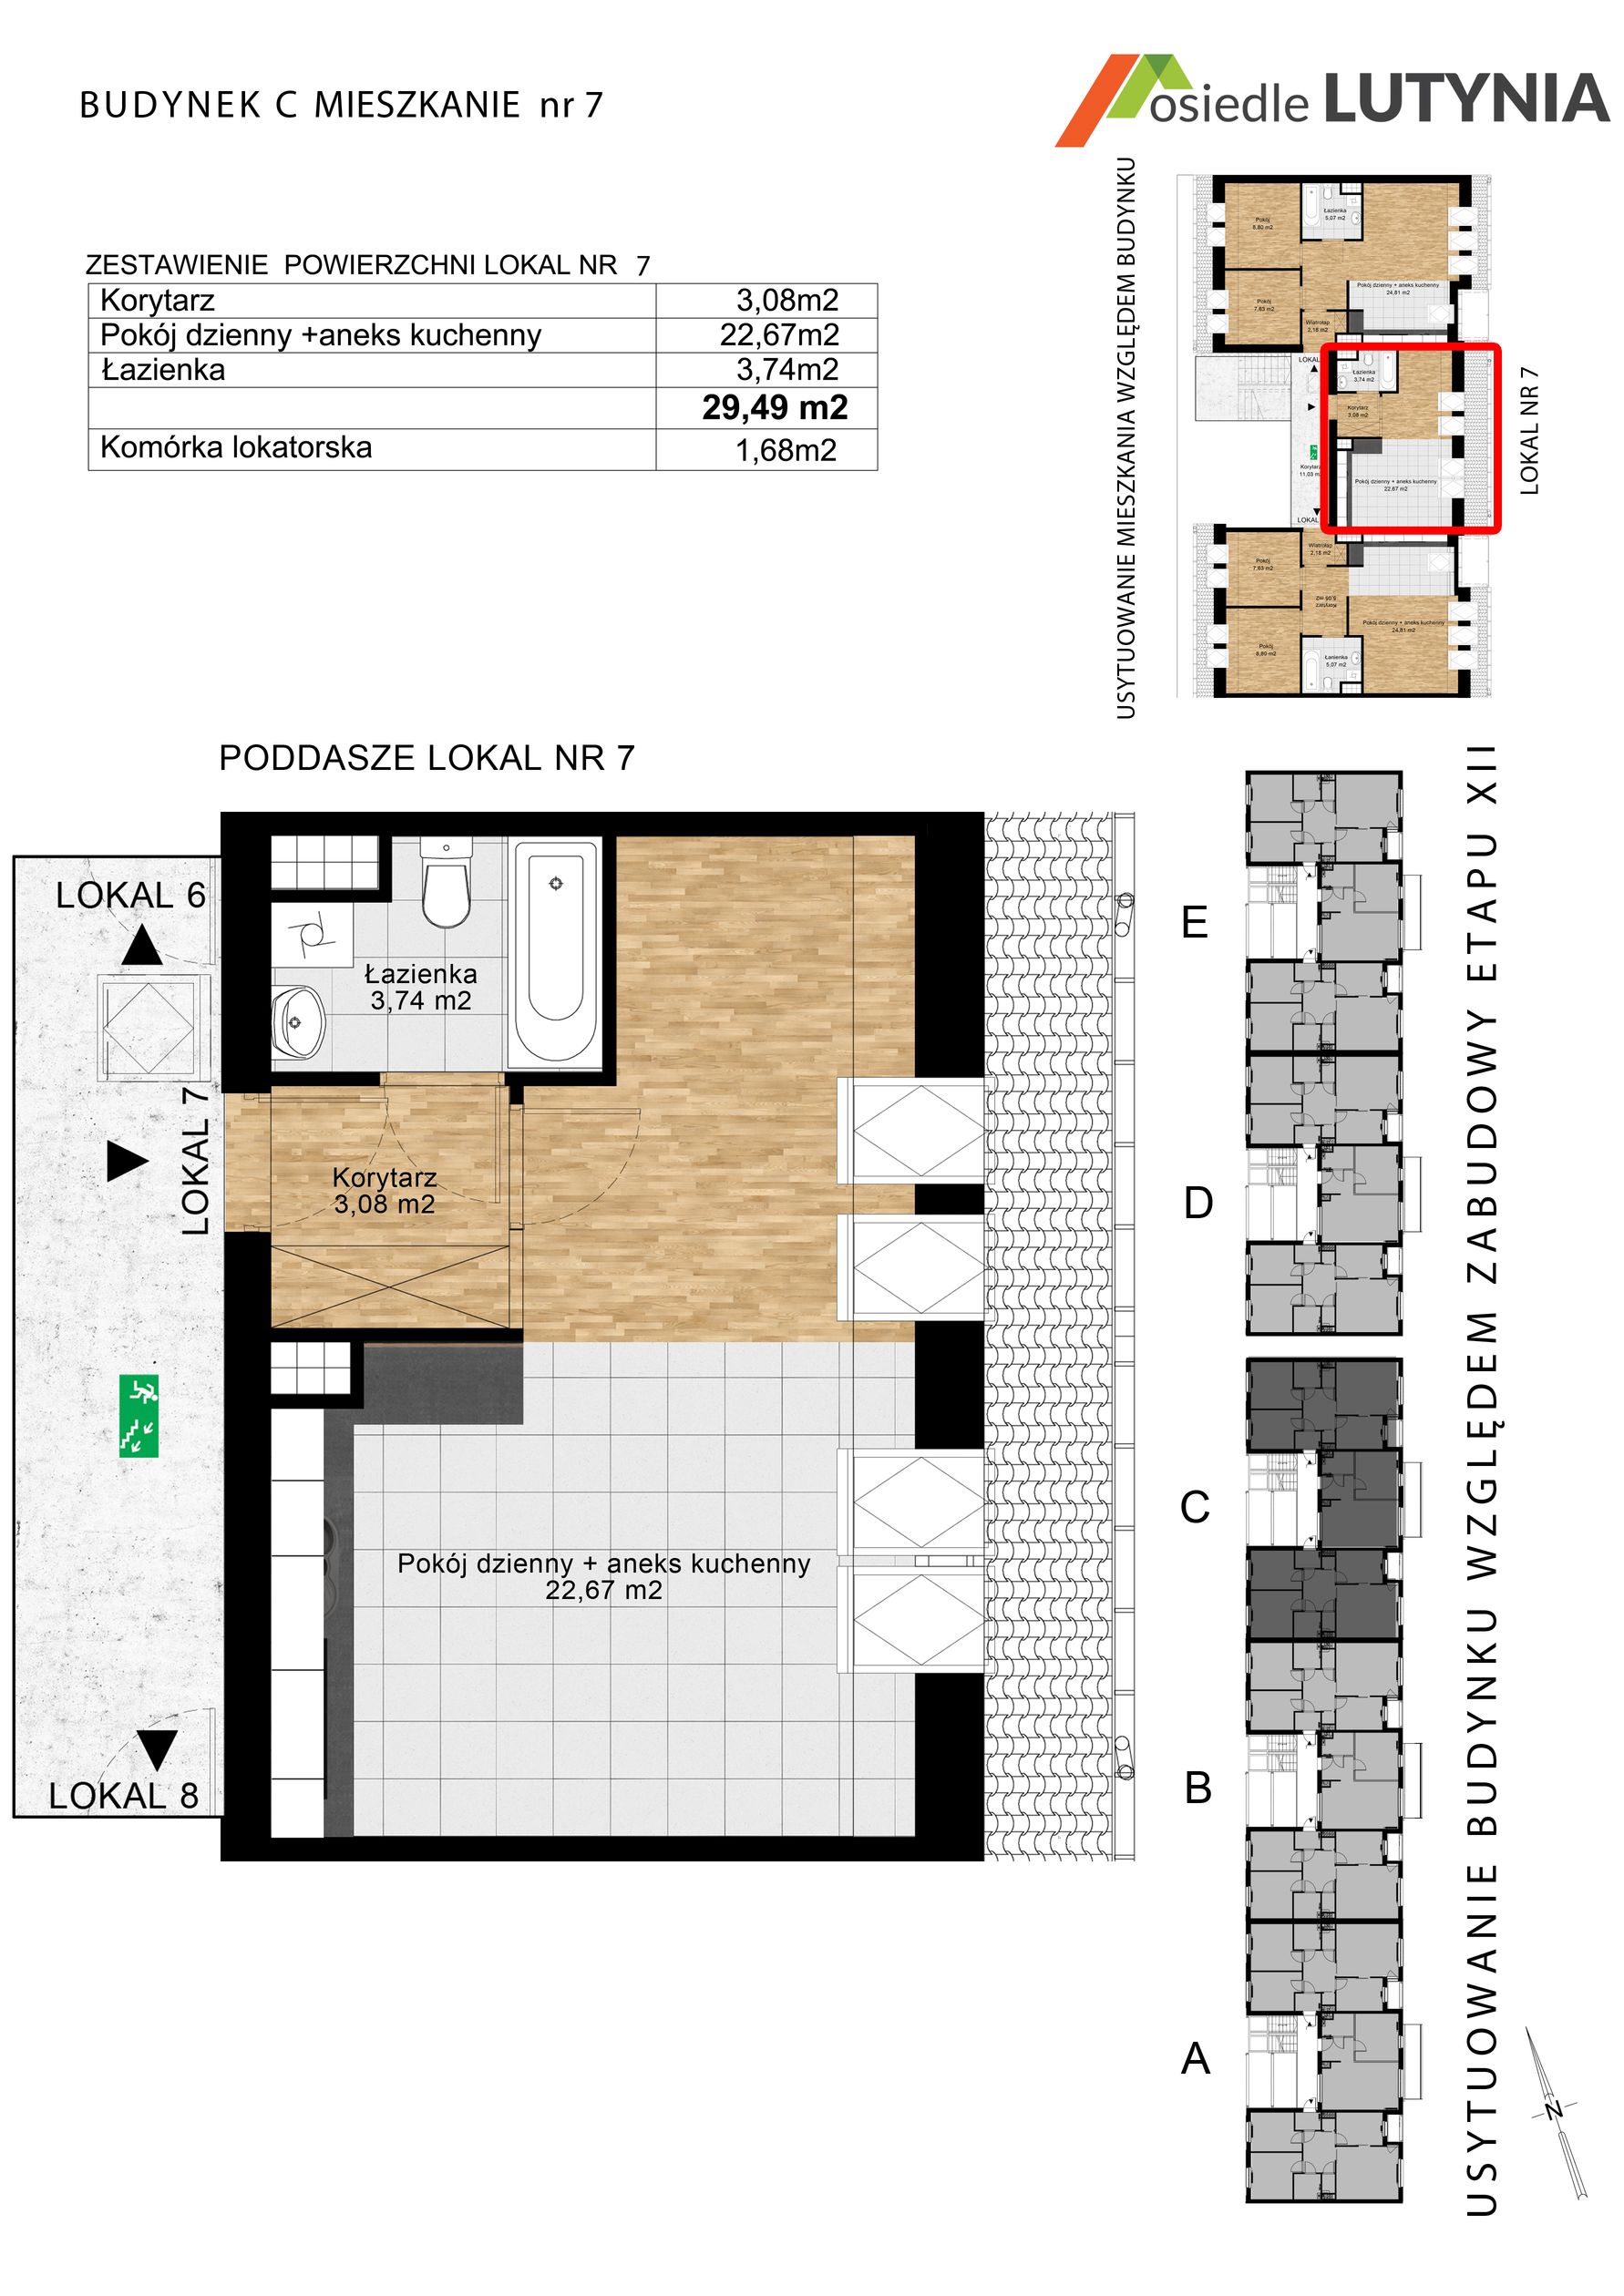 BUDYNEK C MIESZKANIE nr 7
osiedle LUTYNIA
ZESTAWIENIE POWIERZCHNI LOKAL NR 7
Korytarz 3,08m2
Pokój dzienny +aneks kuchenny 22,67m2
Łazienka 3,74m2
29,49 m2
Komórka lokatorska 1,68m2
USYTUOWANIE MIESZKANIA WZGLĘDEM BUDYNKU
Pokój
8,80 m2
Łazienka
5,07 m2
Pokój
7,63 m2
Pokój dzienny + aneks kuchenny
24,81 m2
Wiatrołap
2,18 m2
LOKAL
Łazienka
3,74 m2
Korytarz
3,08 m2
Korytarz
11,03 m
Pokój dzienny + aneks kuchenny
22,67 m2
LOKAL
LOKAL NR 7
Wiatrołap
2,18 m2
Pokój
7,63 m2
Korytarz
6,05 m2
Pokój dzienny + aneks kuchenny
24,81 m2
Pokój
8,80 m2
Łanienka
5,07 m2
PODDASZE LOKAL NR 7
LOKAL 6
LOKAL 7
LOKAL 8
Łazienka
3,74 m2
Korytarz
3,08 m2
Pokój dzienny + aneks kuchenny
22,67 m2
E
D
C
B
A
USYTUOWANIE BUDYNKU WZGLĘDEM ZABUDOWY ETAPU XII
N